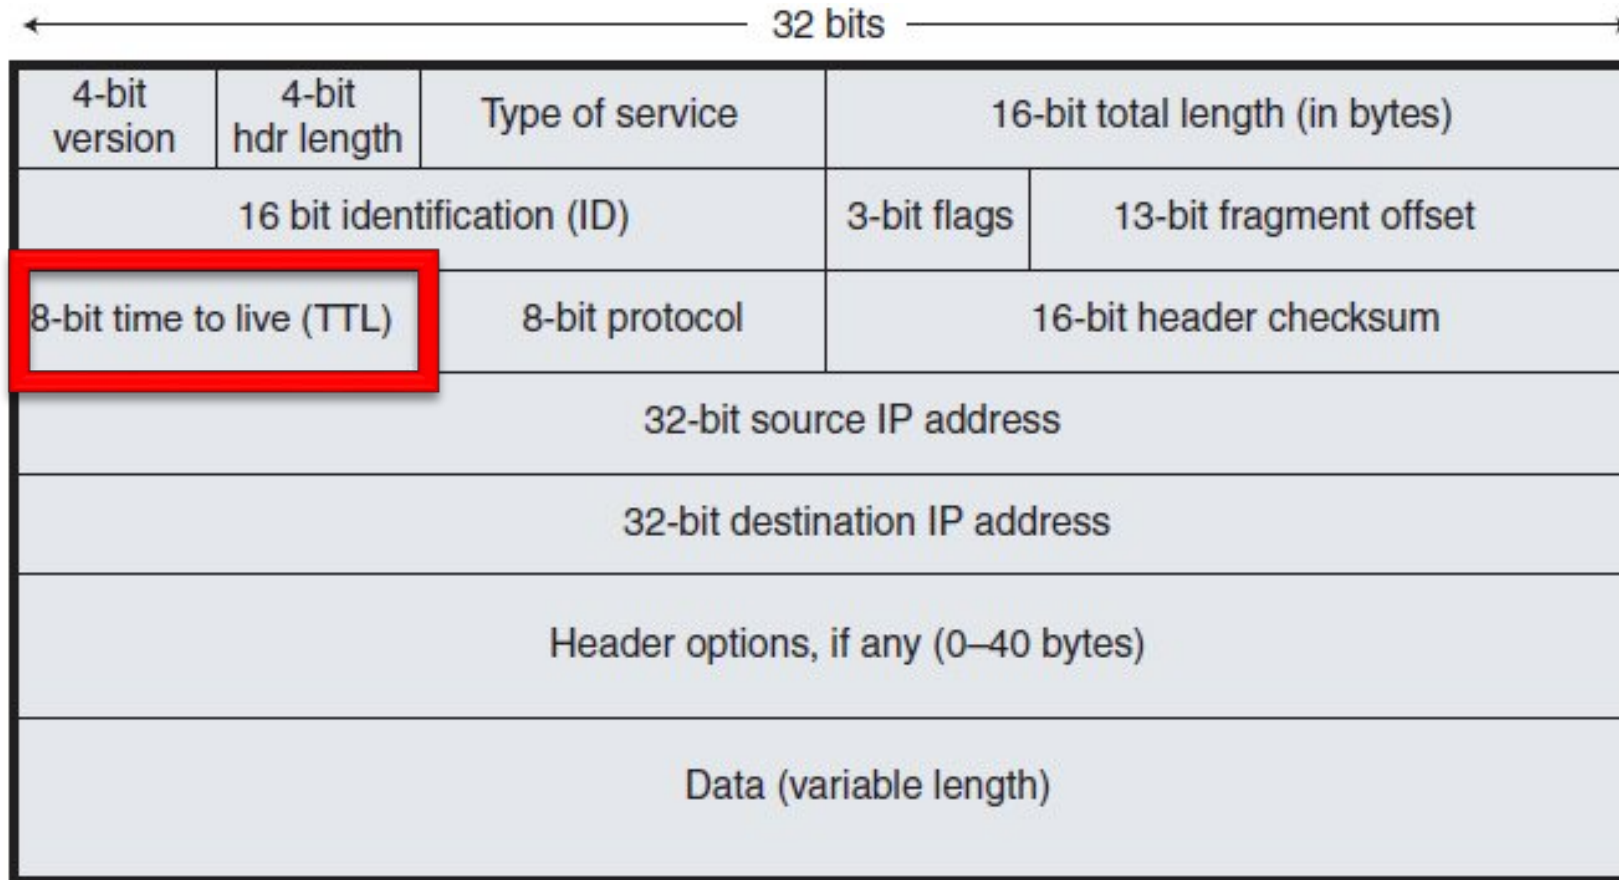 32 bits
4-bit version
4-bit hdr length
Type of service
16-bit total length (in bytes)
16 bit identification (ID)
3-bit flags
13-bit fragment offset
8-bit time to live (TTL)
8-bit protocol
16-bit header checksum
32-bit source IP address
32-bit destination IP address
Header options, if any (0–40 bytes)
Data (variable length)